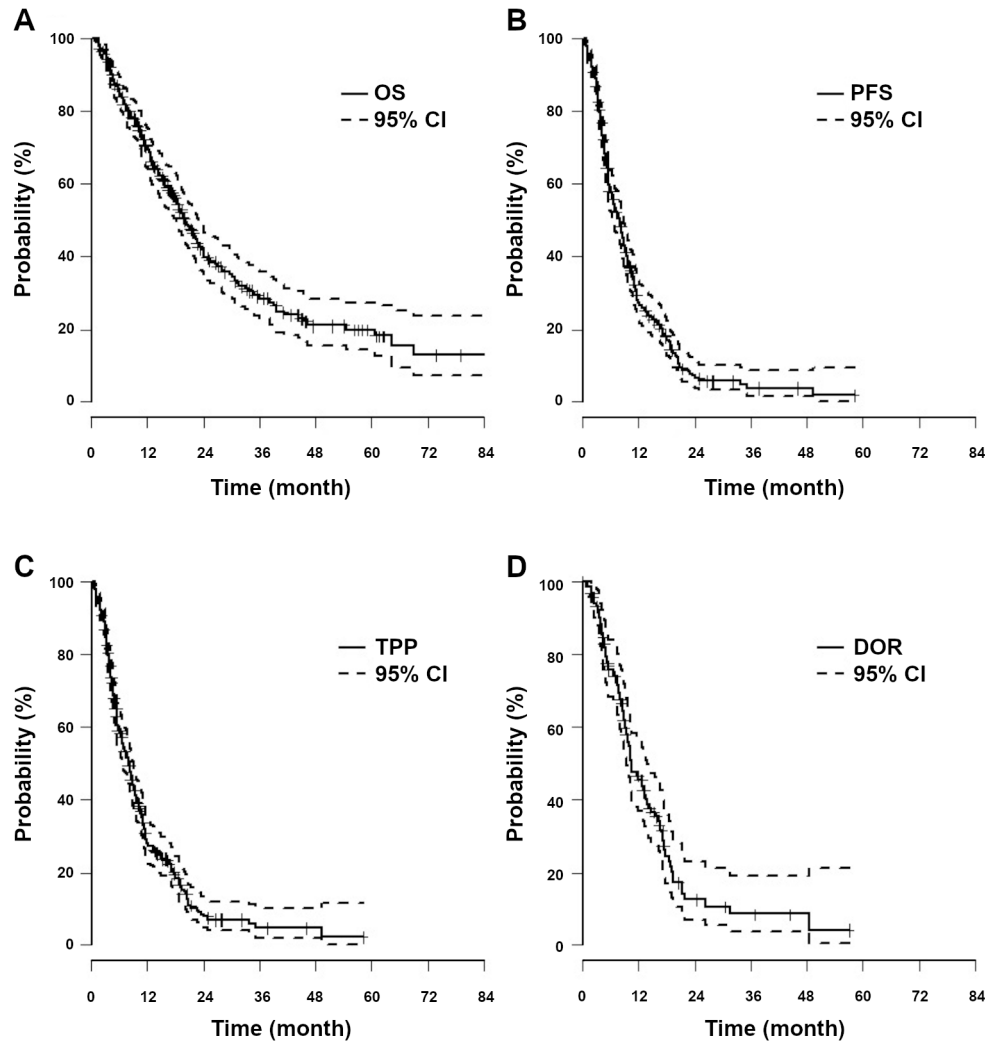 A
100
80
60
40
20
0
Probability (%)
OS
95% CI
0 12 24 36 48 60 72 84
Time (month)
B
100
80
60
40
20
0
Probability (%)
PFS
95% CI
0 12 24 36 48 60 72 84
Time (month)
C
100
80
60
40
20
0
Probability (%)
TPP
95% CI
0 12 24 36 48 60 72 84
Time (month)
D
100
80
60
40
20
0
Probability (%)
DOR
95% CI
0 12 24 36 48 60 72 84
Time (month)